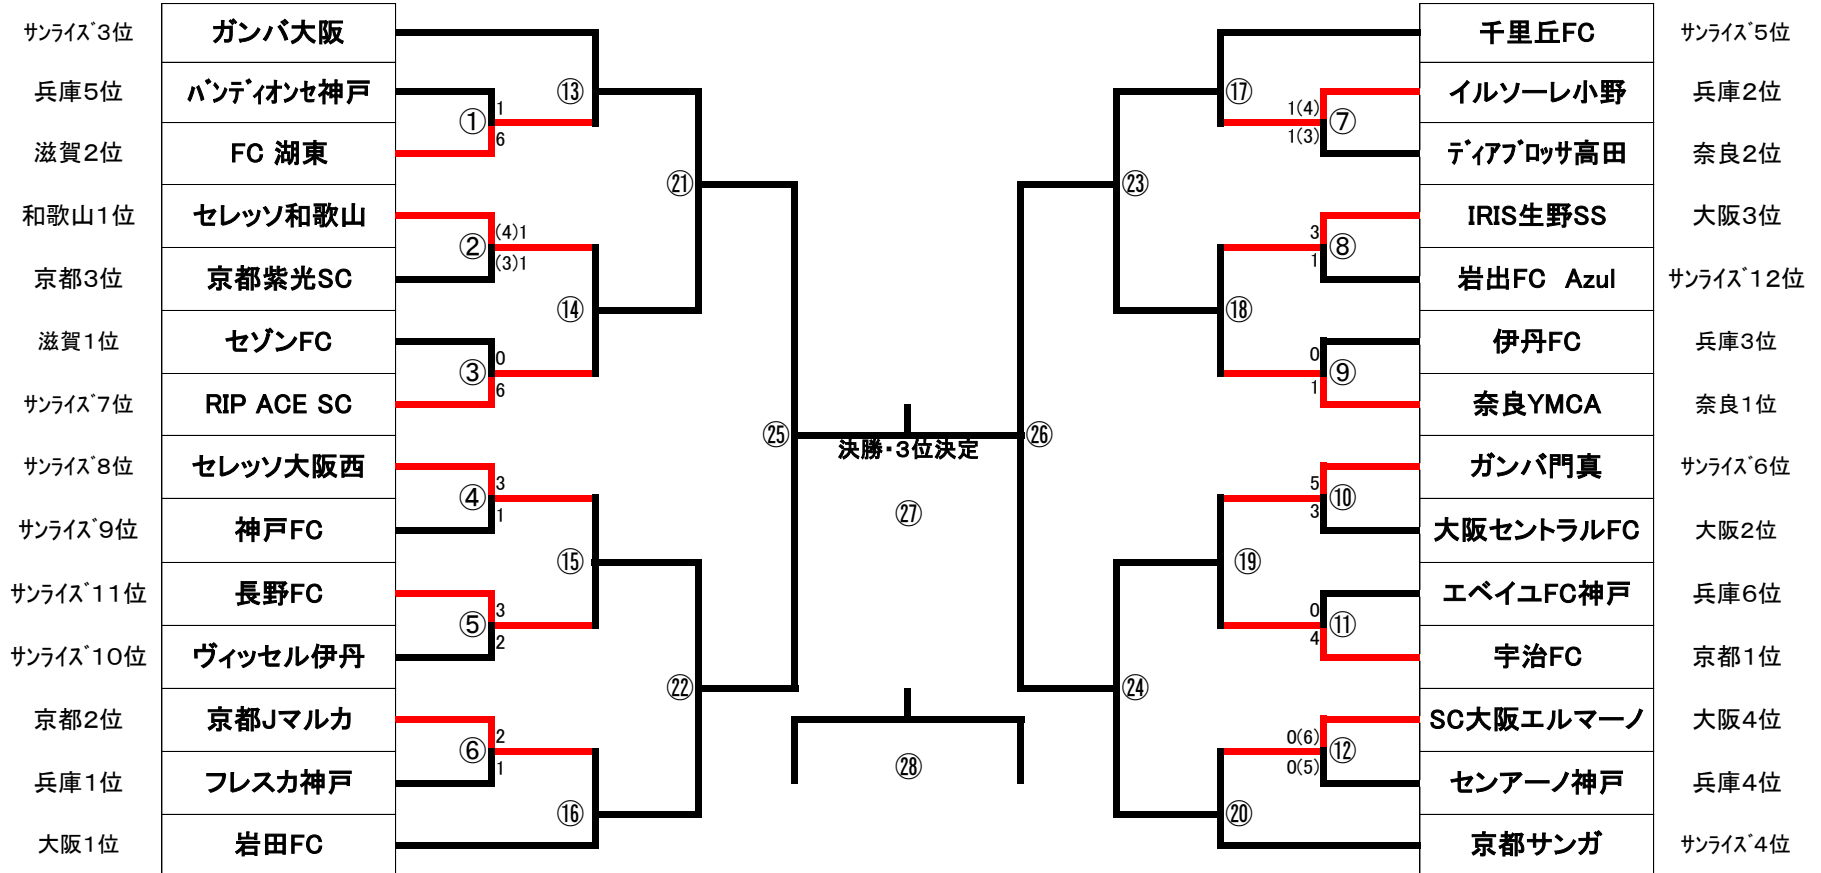 サンライズ3位 ガンバ大阪
兵庫5位 バンディオンセ神戸
滋賀2位 FC 湖東
和歌山1位 セレッソ和歌山
京都3位 京都紫光SC
滋賀1位 セゾンFC
サンライズ7位 RIP ACE SC
サンライズ8位 セレッソ大阪西
サンライズ9位 神戸FC
サンライズ11位 長野FC
サンライズ10位 ヴィッセル伊丹
京都2位 京都Jマルカ
兵庫1位 フレスカ神戸
大阪1位 岩田FC
① 1
6
② (4)1
(3)1
③ 0
6
④ 3
1
⑤ 3
2
⑥ 2
1
⑬
⑭
⑮
⑯
㉑
㉒
㉕
決勝・3位決定
㉗
㉘
㉖
㉓
㉔
⑰
⑱
⑲
⑳
1(4) ⑦
1(3)
3 ⑧
1
0 ⑨
1
5 ⑩
3
0 ⑪
4
0(6) ⑫
0(5)
千里丘FC サンライズ5位
イルソーレ小野 兵庫2位
ディアブロッサ高田 奈良2位
IRIS生野SS 大阪3位
岩出FC Azul サンライズ12位
伊丹FC 兵庫3位
奈良YMCA 奈良1位
ガンバ門真 サンライズ6位
大阪セントラルFC 大阪2位
エベイユFC神戸 兵庫6位
宇治FC 京都1位
SC大阪エルマーノ 大阪4位
センアーノ神戸 兵庫4位
京都サンガ サンライズ4位